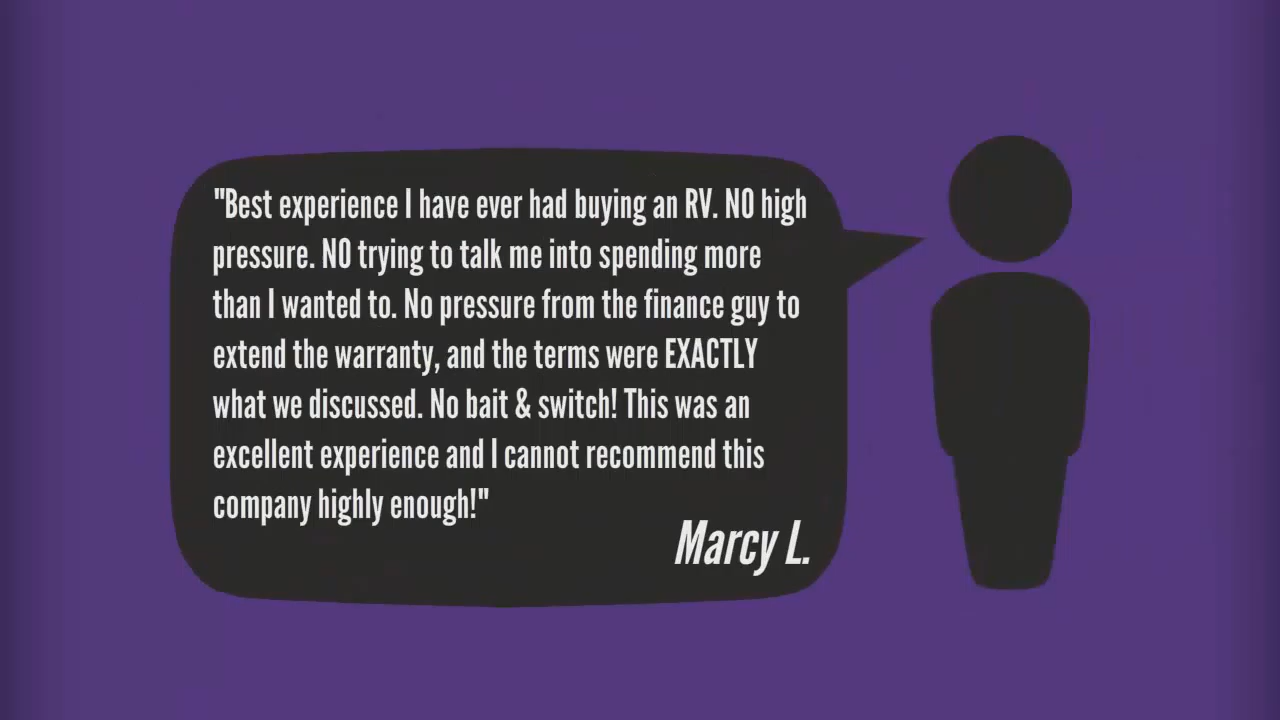 "Best experience I have ever had buying an RV. NO high
pressure. NO trying to talk me into spending more
than I wanted to. No pressure from the finance guy to
extend the warranty, and the terms were EXACTLY
what we discussed. No bait & switch! This was an
excellent experience and I cannot recommend this
company highly enough!"
Marcy L.